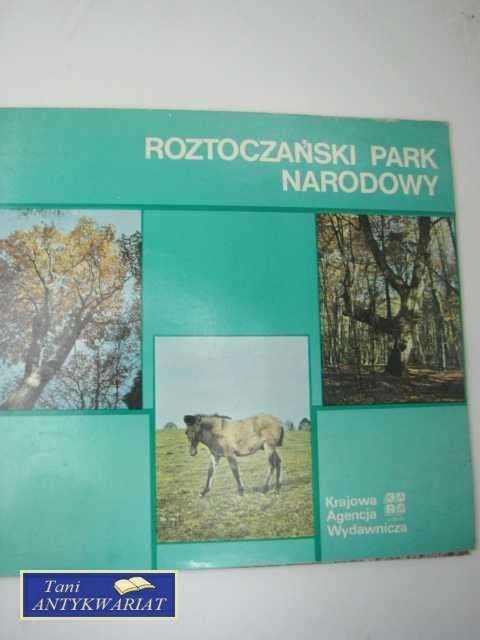 ROZTOCZAŃSKI PARK
NARODOWY
Krajowa
Agencja
Wydawnicza
Tani
ANTYKWARIAT